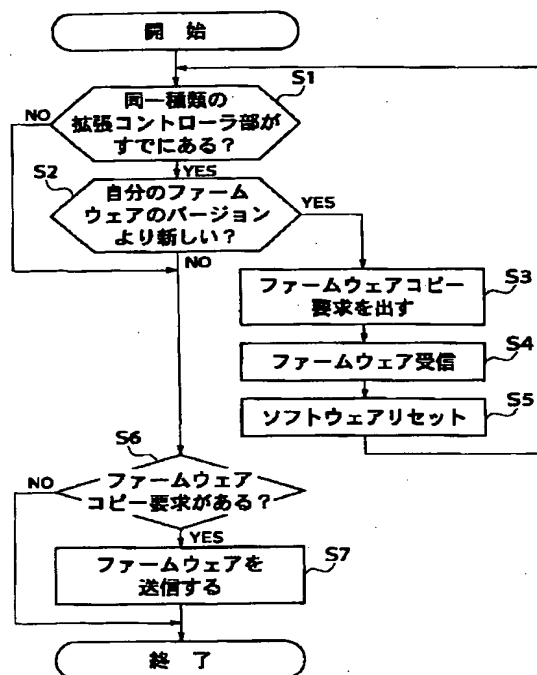 開 始
S1
同一種類の
拡張コントローラ部が
すでにある?
NO
YES
S2
自分のファーム
ウェアのバージョン
より新しい?
YES
NO
S3
ファームウェアコピー
要求を出す
S4
ファームウェア受信
S5
ソフトウェアリセット
S6
ファームウェア
コピー要求がある?
NO
YES
S7
ファームウェアを
送信する
終 了